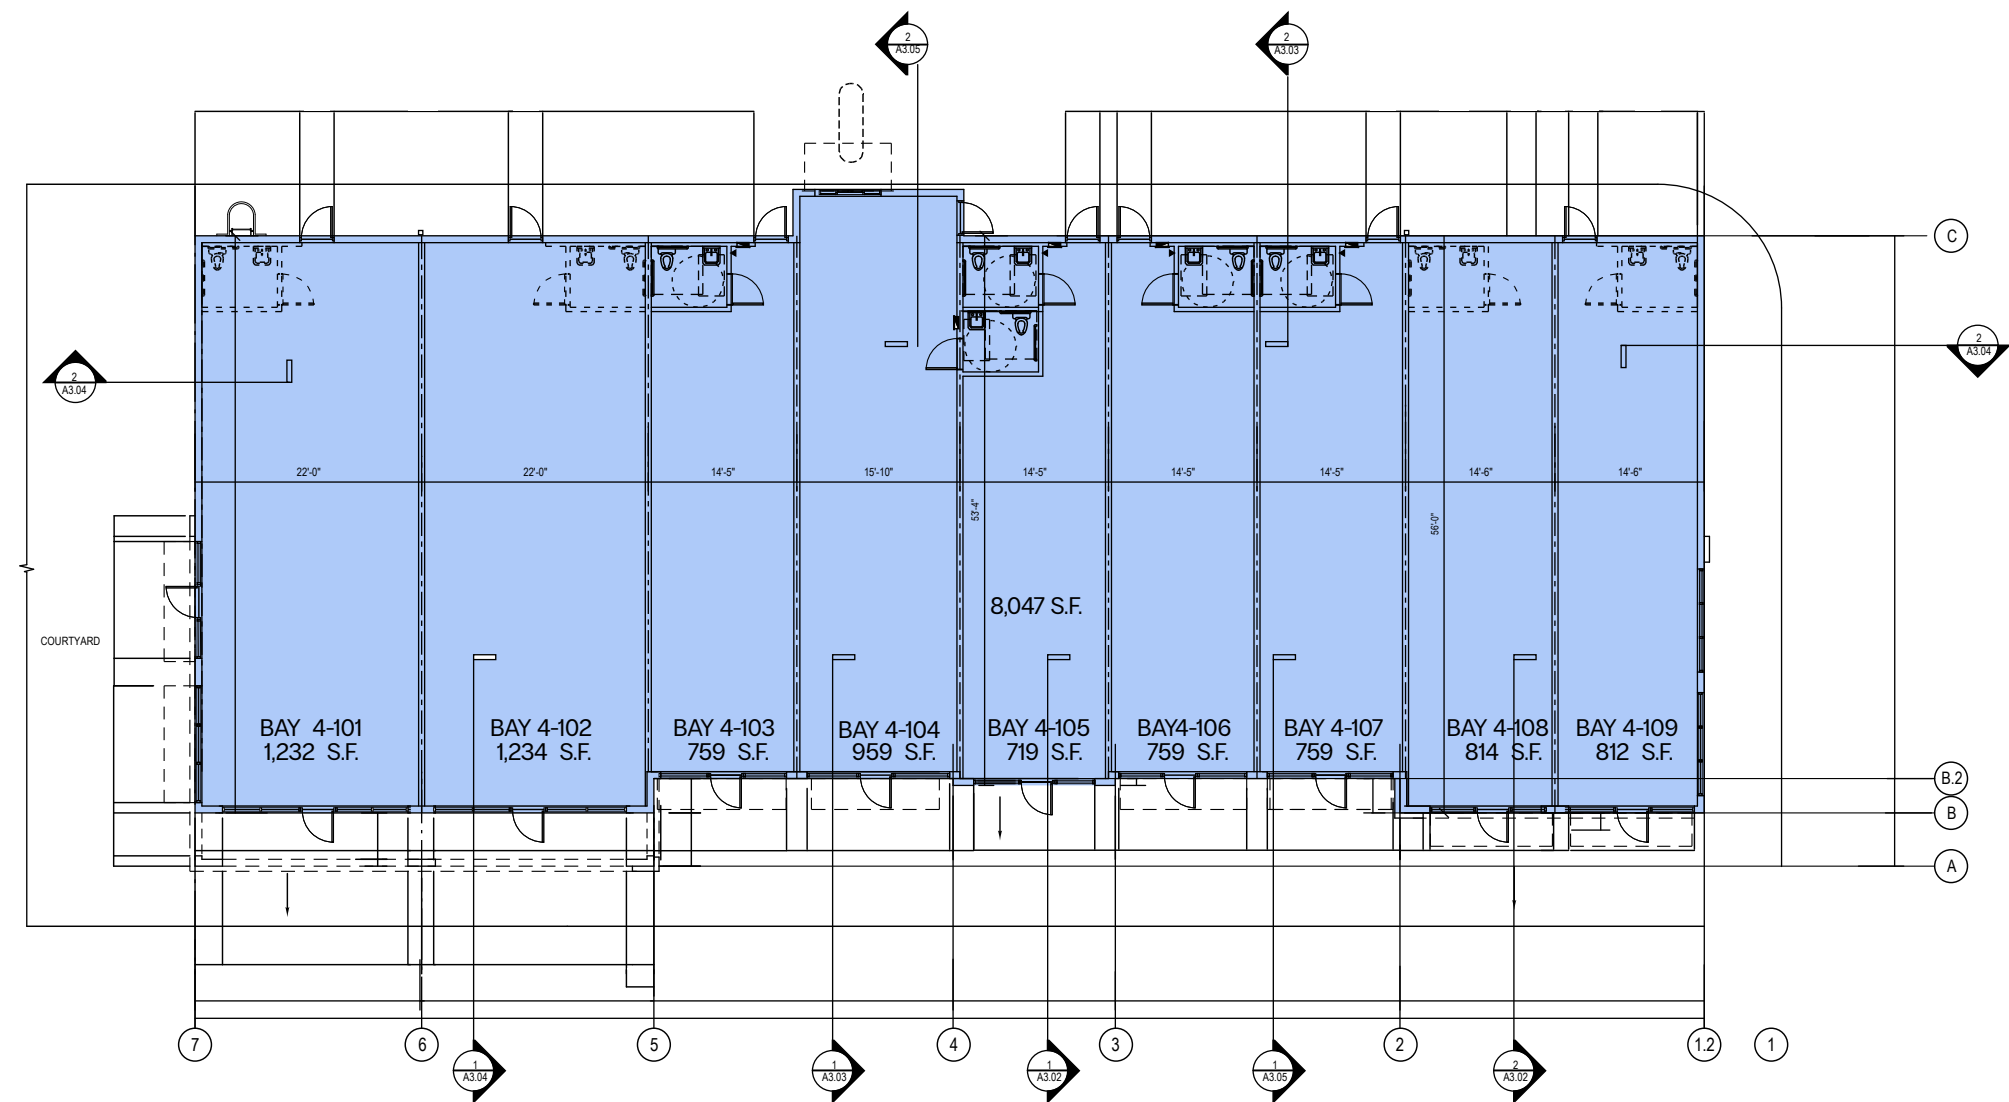 2
A3.05
2
A3.03
C
2
A3.04
2
A3.04
22'-0"
22'-0"
14'-5"
15'-10"
14'-5"
14'-5"
14'-5"
14'-6"
14'-6"
53'-4"
56'-0"
8,047 S.F.
COURTYARD
BAY 4-101
1,232 S.F.
BAY 4-102
1,234 S.F.
BAY 4-103
759 S.F.
BAY 4-104
959 S.F.
BAY 4-105
719 S.F.
BAY4-106
759 S.F.
BAY 4-107
759 S.F.
BAY 4-108
814 S.F.
BAY 4-109
812 S.F.
B.2
B
A
7
6
5
4
3
2
1.2
1
1
A3.04
1
A3.03
1
A3.02
1
A3.05
2
A3.02